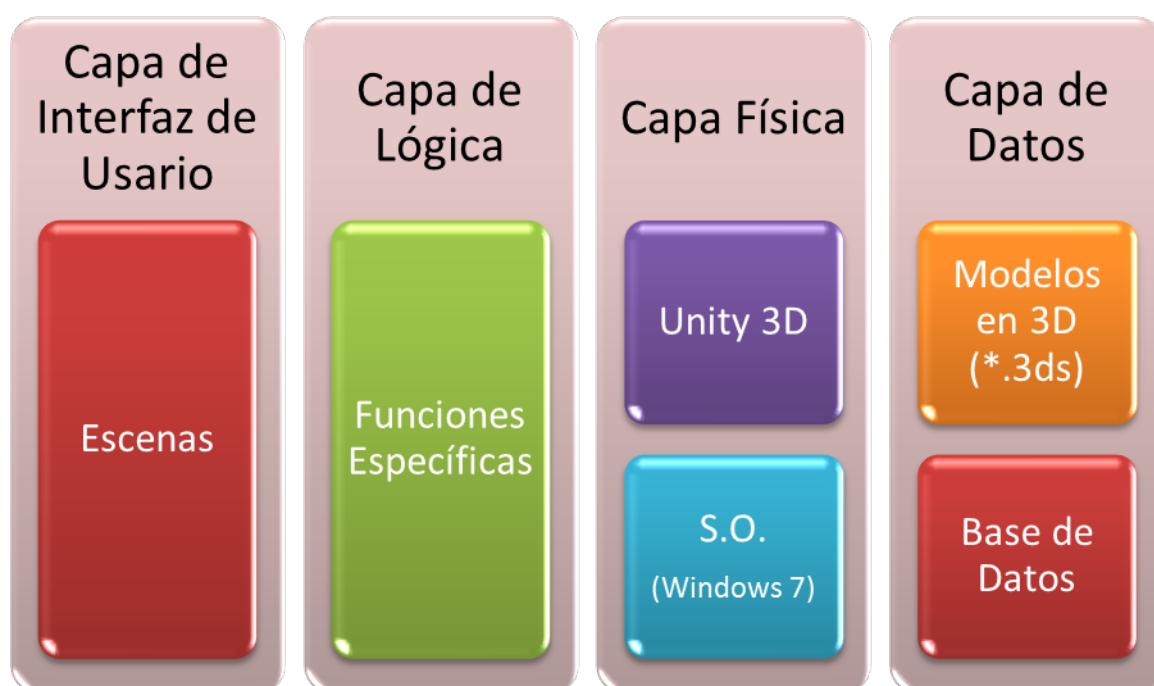 Capa de
Interfaz de
Usario
Escenas
Capa de
Lógica
Funciones
Específicas
Capa Física
Unity 3D
S.O.
(Windows 7)
Capa de
Datos
Modelos
en 3D
(*.3ds)
Base de
Datos